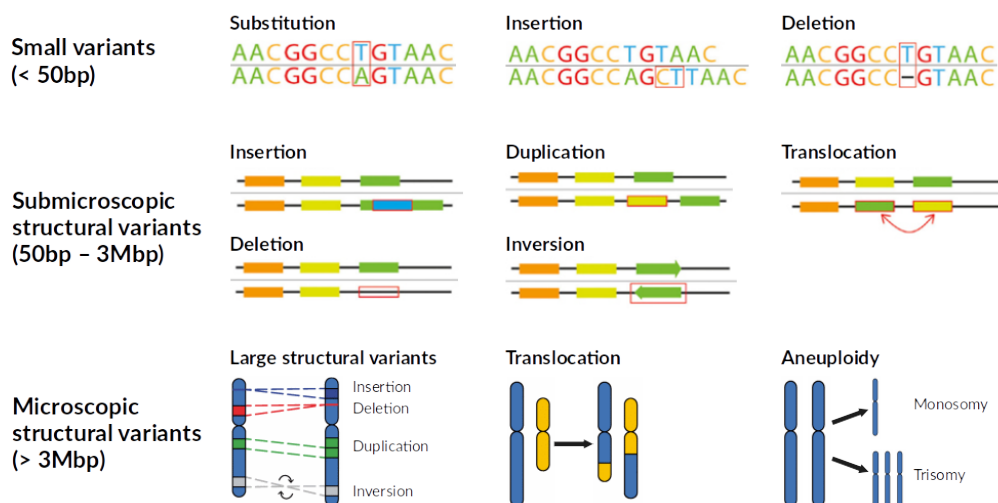 Small variants
(< 50bp)
Substitution
AACGGCCTGTAAC
AACGGCCAGTAAC
Insertion
AACGGCCTGTAAC
AACGGCCAGCTTAAC
Deletion
AACGGCCTGTAAC
AACGGCC–GTAAC
Submicroscopic
structural variants
(50bp – 3Mbp)
Insertion
Duplication
Translocation
Deletion
Inversion
Microscopic
structural variants
(> 3Mbp)
Large structural variants
Insertion
Deletion
Duplication
Inversion
Translocation
Aneuploidy
Monosomy
Trisomy